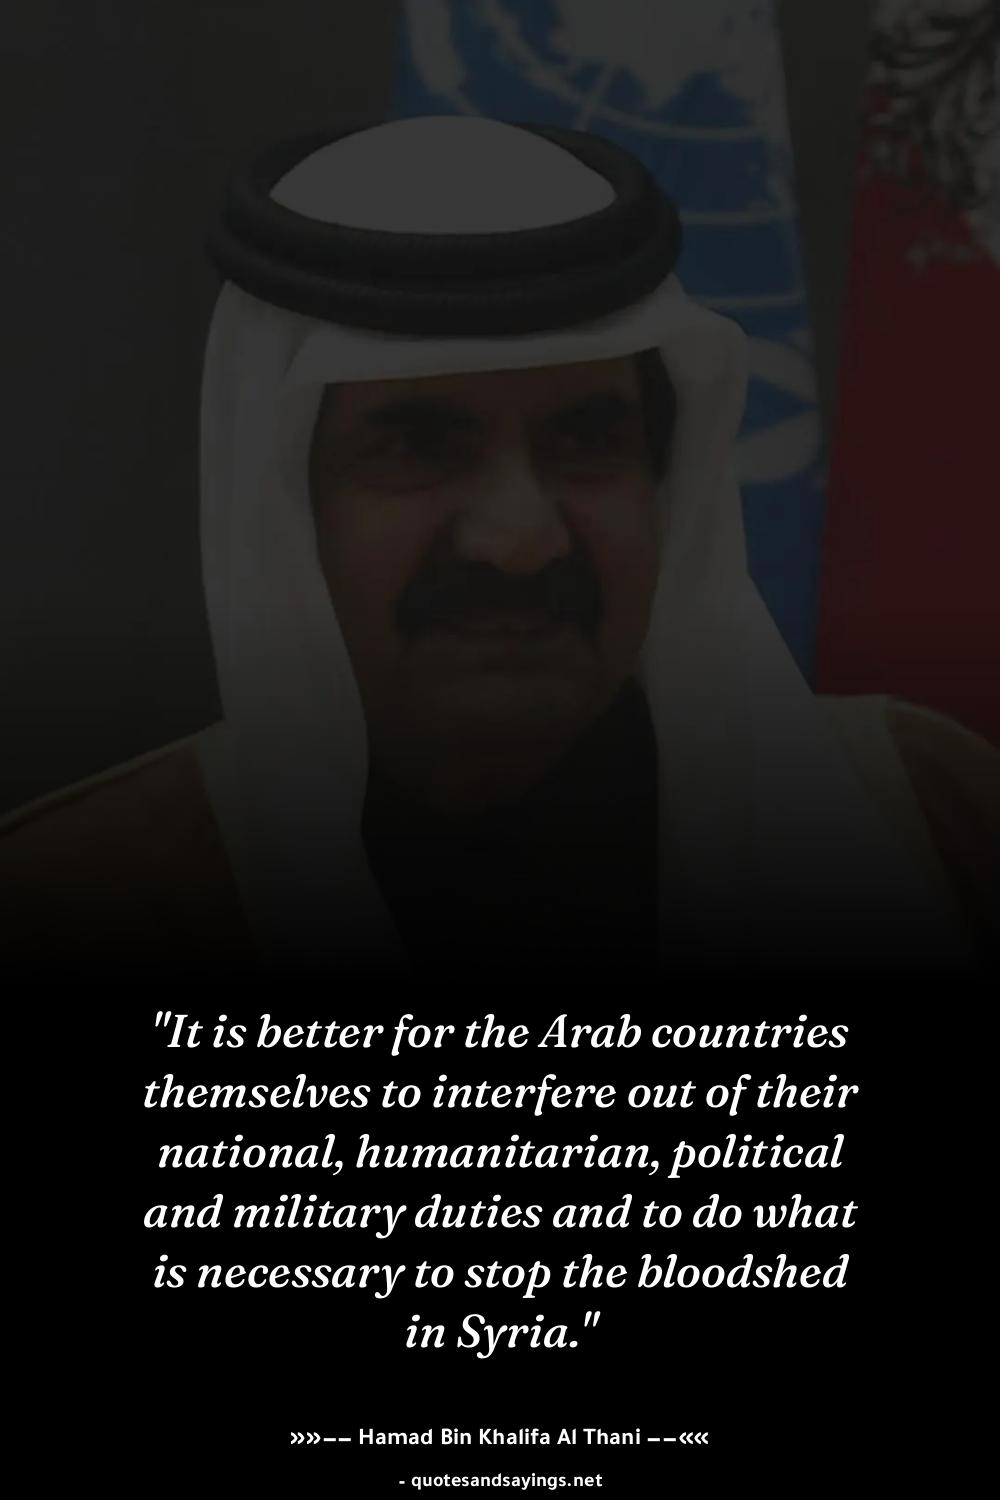 "It is better for the Arab countries
themselves to interfere out of their
national, humanitarian, political
and military duties and to do what
is necessary to stop the bloodshed
in Syria."
»»–– Hamad Bin Khalifa Al Thani ––««
- quotesandsayings.net